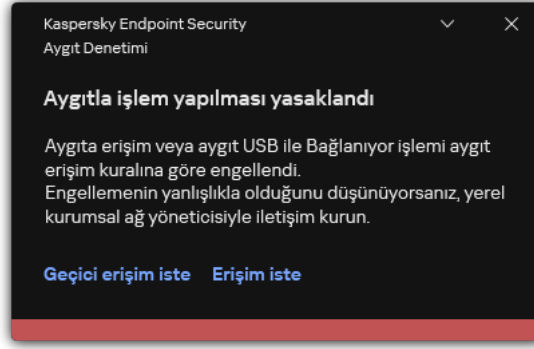 Kaspersky Endpoint Security
Aygıt Denetimi
Aygıtla işlem yapılması yasaklandı
Aygıta erişim veya aygıt USB ile Bağlanıyor işlemi aygıt
erişim kuralına göre engellendi.
Engellemenin yanlışlıkla olduğunu düşünüyorsanız, yerel
kurumsal ağ yöneticisiyle iletişim kurun.
Geçici erişim iste Erişim iste